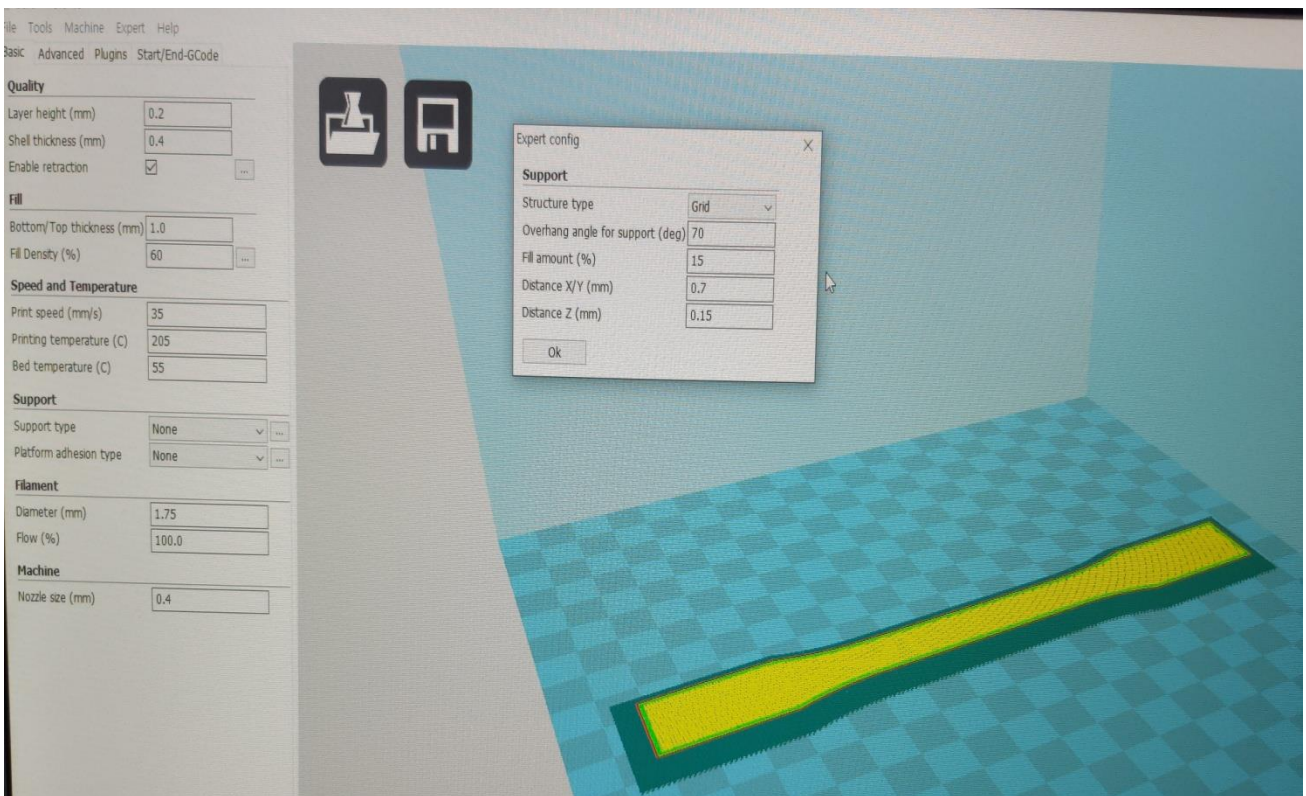 File Tools Machine Expert Help
Basic Advanced Plugins Start/End-GCode
Quality
Layer height (mm) 0.2
Shell thickness (mm) 0.4
Enable retraction ...
Fill
Bottom/Top thickness (mm) 1.0
Fill Density (%) 60 ...
Speed and Temperature
Print speed (mm/s) 35
Printing temperature (C) 205
Bed temperature (C) 55
Support
Support type None ...
Platform adhesion type None ...
Filament
Diameter (mm) 1.75
Flow (%) 100.0
Machine
Nozzle size (mm) 0.4
Expert config
Support
Structure type Grid
Overhang angle for support (deg) 70
Fill amount (%) 15
Distance X/Y (mm) 0.7
Distance Z (mm) 0.15
Ok